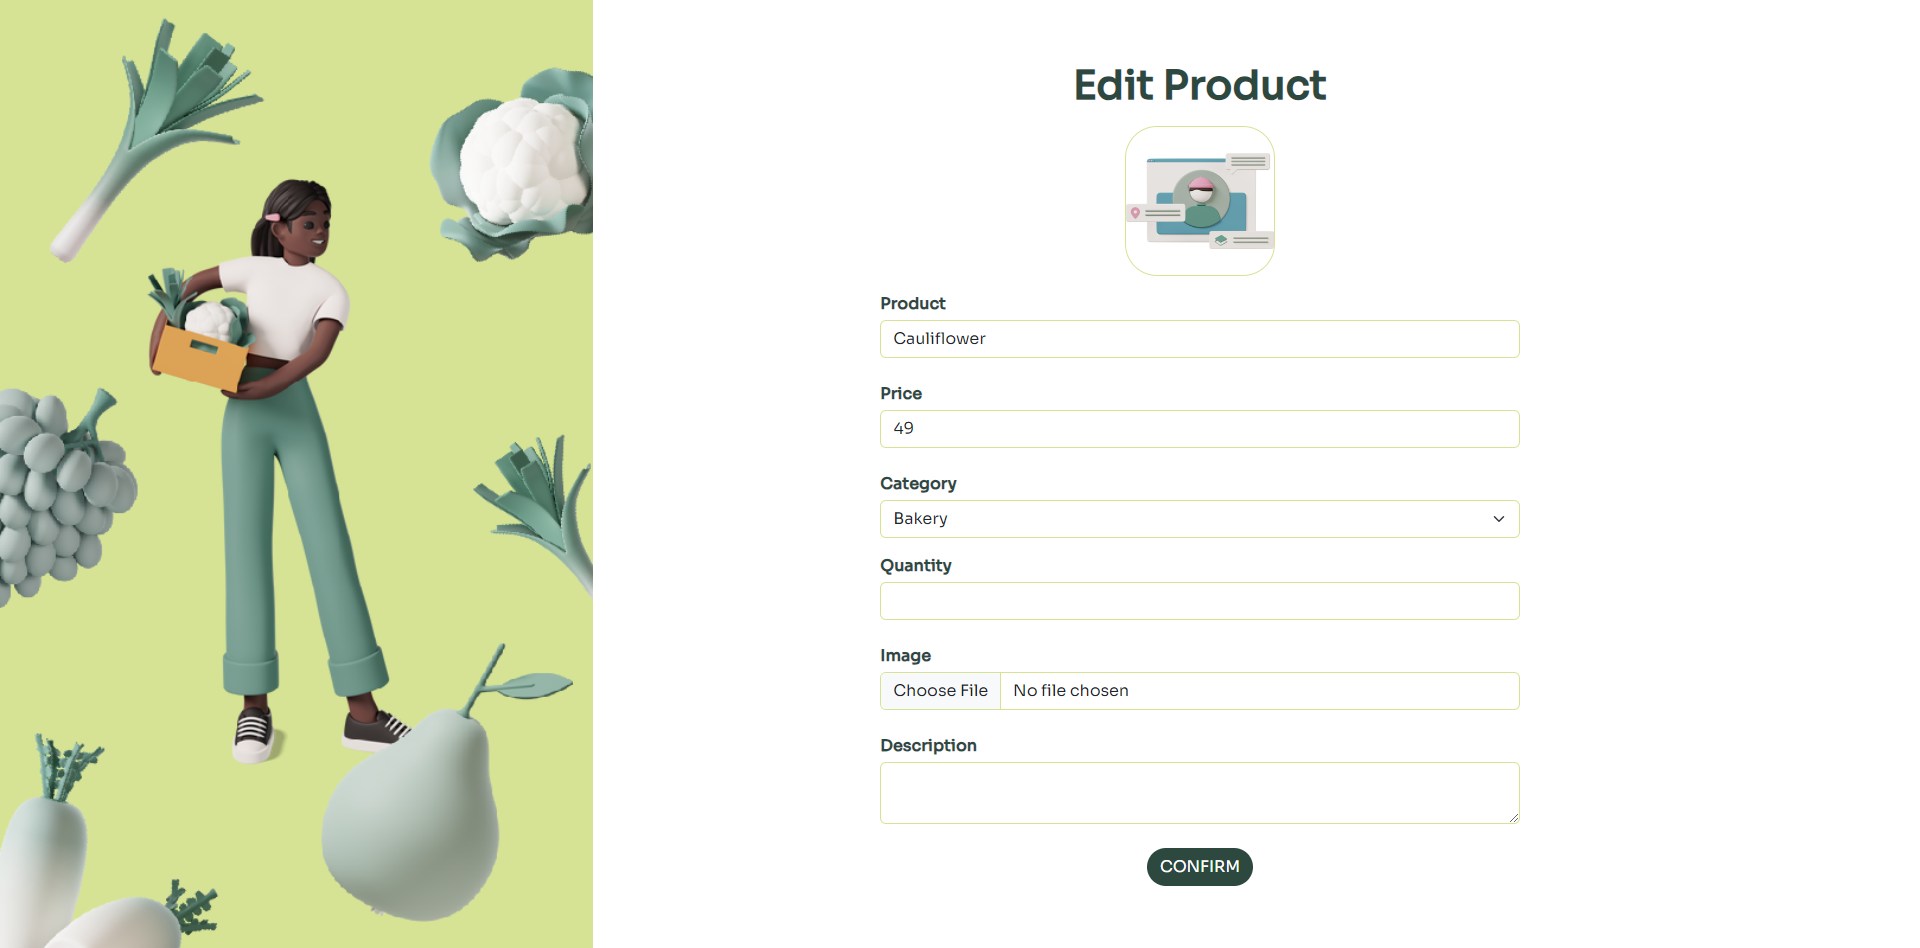 Edit Product
Product
Cauliflower
Price
49
Category
Bakery
Quantity
Image
Choose File No file chosen
Description
CONFIRM